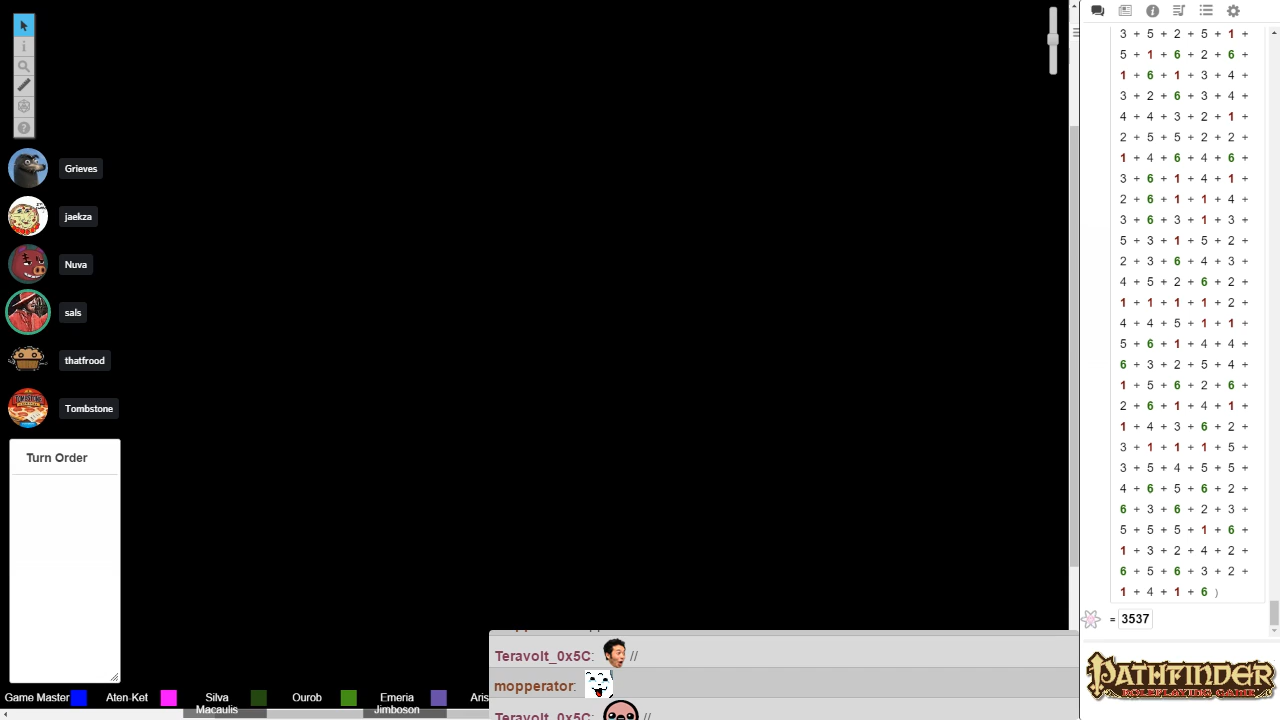 Grieves
jaekza
Nuva
sals
thatfrood
Tombstone
Turn Order
Game Master
Aten-Ket
Silva Macaulis
Ourob
Emeria Jimboson
Aris
Teravolt_0x5C: //
mopperator:
Teravolt_0x5C: //
3 + 5 + 2 + 5 + 1 +
5 + 1 + 6 + 2 + 6 +
1 + 6 + 1 + 3 + 4 +
3 + 2 + 6 + 3 + 4 +
4 + 4 + 3 + 2 + 1 +
2 + 5 + 5 + 2 + 2 +
1 + 4 + 6 + 4 + 6 +
3 + 6 + 1 + 4 + 1 +
2 + 6 + 1 + 1 + 4 +
3 + 6 + 3 + 1 + 3 +
5 + 3 + 1 + 5 + 2 +
2 + 3 + 6 + 4 + 3 +
4 + 5 + 2 + 6 + 2 +
1 + 1 + 1 + 1 + 2 +
4 + 4 + 5 + 1 + 1 +
5 + 6 + 1 + 4 + 4 +
6 + 3 + 2 + 5 + 4 +
1 + 5 + 6 + 2 + 6 +
2 + 6 + 1 + 4 + 1 +
1 + 4 + 3 + 6 + 2 +
3 + 1 + 1 + 1 + 5 +
3 + 5 + 4 + 5 + 5 +
4 + 6 + 5 + 6 + 2 +
6 + 3 + 6 + 2 + 3 +
5 + 5 + 5 + 1 + 6 +
1 + 3 + 2 + 4 + 2 +
6 + 5 + 6 + 3 + 2 +
1 + 4 + 1 + 6 )
= 3537
PATHFINDER
ROLEPLAYING GAME